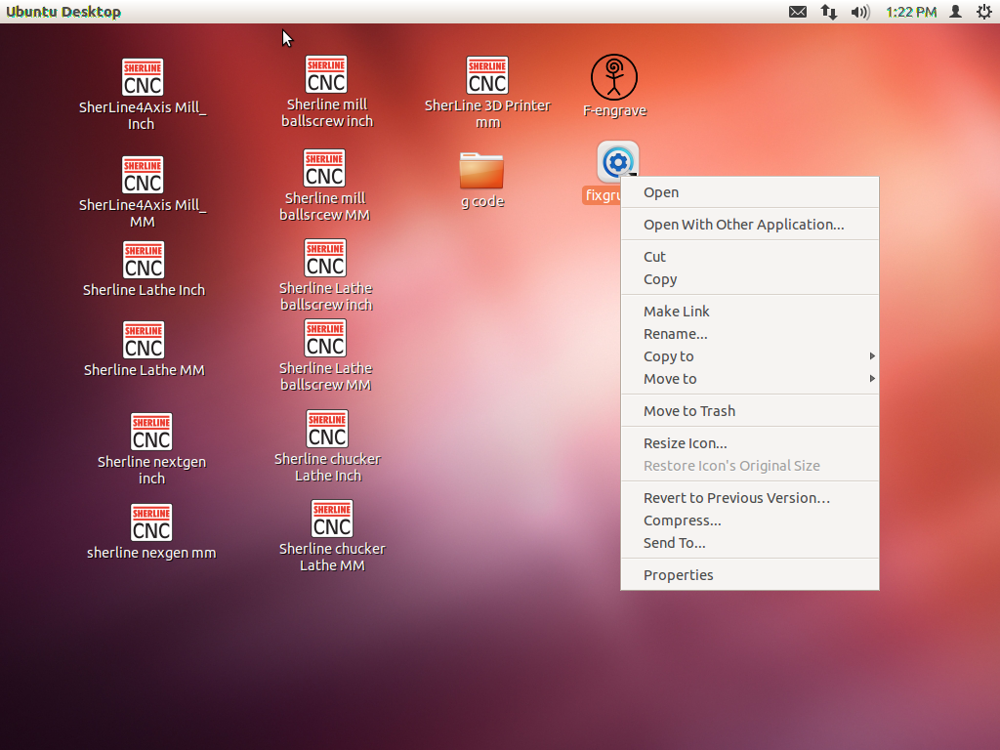 Ubuntu Desktop
1:22 PM
SHERLINE
CNC
SherLine4Axis Mill_
Inch
SHERLINE
CNC
Sherline mill
ballscrew inch
SHERLINE
CNC
SherLine 3D Printer
mm
F-engrave
SHERLINE
CNC
SherLine4Axis Mill_
MM
SHERLINE
CNC
Sherline mill
ballsrcew MM
g code
SHERLINE
CNC
Sherline Lathe Inch
SHERLINE
CNC
Sherline Lathe
ballscrew inch
SHERLINE
CNC
Sherline Lathe MM
SHERLINE
CNC
Sherline Lathe
ballscrew MM
SHERLINE
CNC
Sherline nextgen
inch
SHERLINE
CNC
Sherline chucker
Lathe Inch
SHERLINE
CNC
sherline nexgen mm
SHERLINE
CNC
Sherline chucker
Lathe MM
Open
Open With Other Application...
Cut
Copy
Make Link
Rename...
Copy to
Move to
Move to Trash
Resize Icon...
Restore Icon's Original Size
Revert to Previous Version…
Compress...
Send To...
Properties